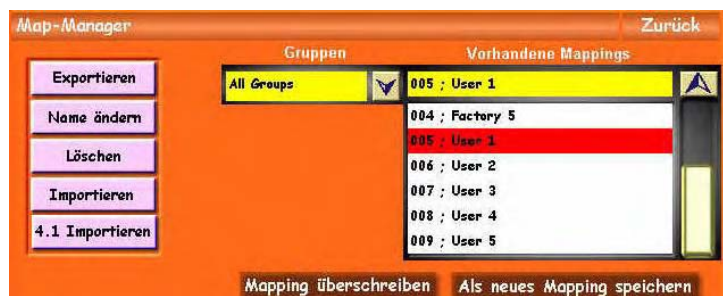 Map-Manager
Zurück
Gruppen
Vorhandene Mappings
Exportieren
Name ändern
Löschen
Importieren
4.1 Importieren
All Groups
005 ; User 1
004 ; Factory 5
005 ; User 1
006 ; User 2
007 ; User 3
008 ; User 4
009 ; User 5
Mapping überschreiben
Als neues Mapping speichern